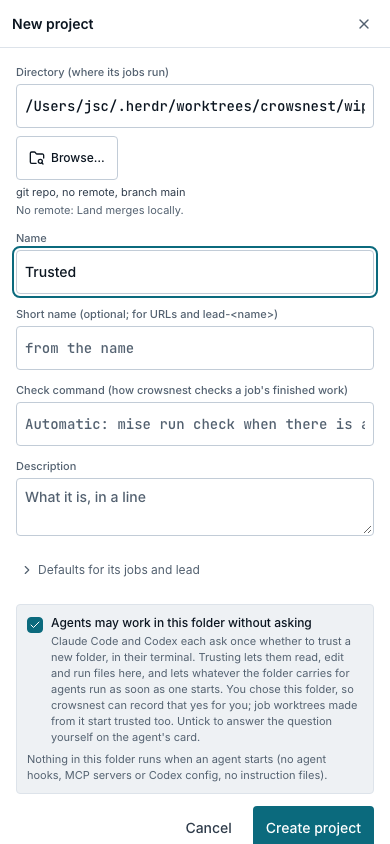 New project
Directory (where its jobs run)
/Users/jsc/.herdr/worktrees/crowsnest/wip
Browse...
git repo, no remote, branch main
No remote: Land merges locally.
Name
Trusted
Short name (optional; for URLs and lead-<name>)
from the name
Check command (how crowsnest checks a job's finished work)
Automatic: mise run check when there is a
Description
What it is, in a line
Defaults for its jobs and lead
Agents may work in this folder without asking
Claude Code and Codex each ask once whether to trust a
new folder, in their terminal. Trusting lets them read, edit
and run files here, and lets whatever the folder carries for
agents run as soon as one starts. You chose this folder, so
crowsnest can record that yes for you; job worktrees made
from it start trusted too. Untick to answer the question
yourself on the agent's card.
Nothing in this folder runs when an agent starts (no agent
hooks, MCP servers or Codex config, no instruction files).
Cancel
Create project